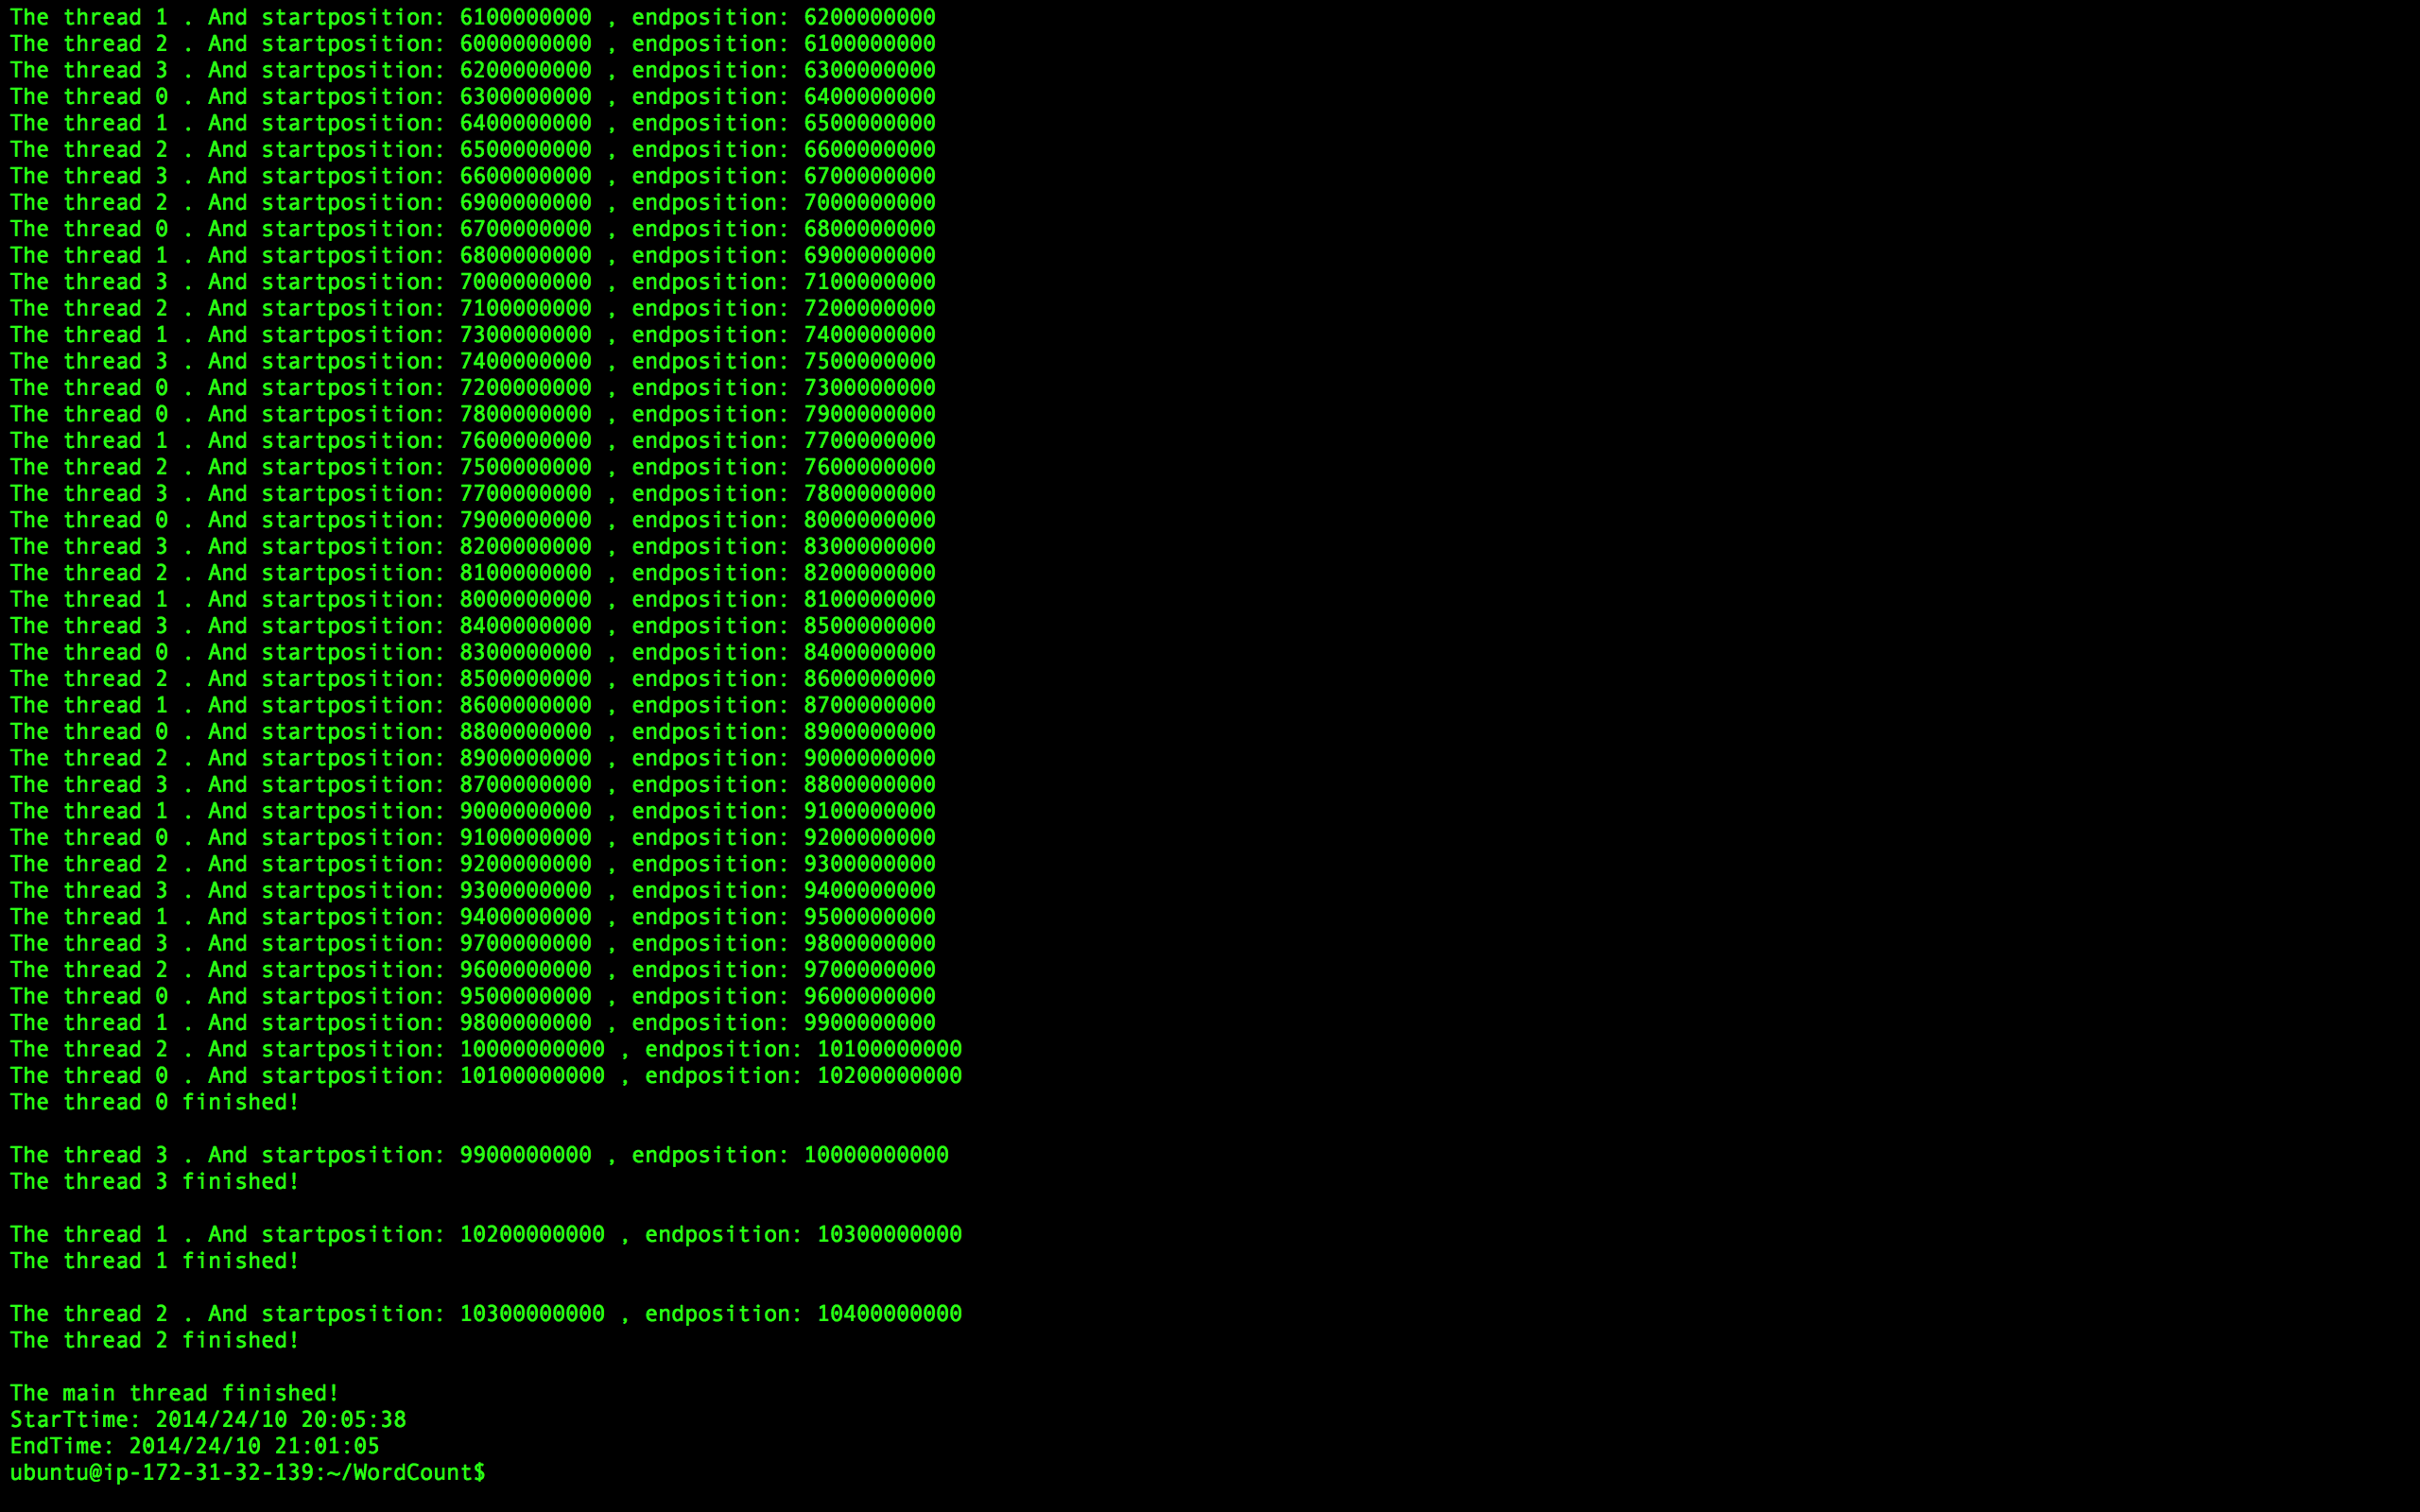 The thread 1 . And startposition: 6100000000 , endposition: 6200000000
The thread 2 . And startposition: 6000000000 , endposition: 6100000000
The thread 3 . And startposition: 6200000000 , endposition: 6300000000
The thread 0 . And startposition: 6300000000 , endposition: 6400000000
The thread 1 . And startposition: 6400000000 , endposition: 6500000000
The thread 2 . And startposition: 6500000000 , endposition: 6600000000
The thread 3 . And startposition: 6600000000 , endposition: 6700000000
The thread 2 . And startposition: 6900000000 , endposition: 7000000000
The thread 0 . And startposition: 6700000000 , endposition: 6800000000
The thread 1 . And startposition: 6800000000 , endposition: 6900000000
The thread 3 . And startposition: 7000000000 , endposition: 7100000000
The thread 2 . And startposition: 7100000000 , endposition: 7200000000
The thread 1 . And startposition: 7300000000 , endposition: 7400000000
The thread 3 . And startposition: 7400000000 , endposition: 7500000000
The thread 0 . And startposition: 7200000000 , endposition: 7300000000
The thread 0 . And startposition: 7800000000 , endposition: 7900000000
The thread 1 . And startposition: 7600000000 , endposition: 7700000000
The thread 2 . And startposition: 7500000000 , endposition: 7600000000
The thread 3 . And startposition: 7700000000 , endposition: 7800000000
The thread 0 . And startposition: 7900000000 , endposition: 8000000000
The thread 3 . And startposition: 8200000000 , endposition: 8300000000
The thread 2 . And startposition: 8100000000 , endposition: 8200000000
The thread 1 . And startposition: 8000000000 , endposition: 8100000000
The thread 3 . And startposition: 8400000000 , endposition: 8500000000
The thread 0 . And startposition: 8300000000 , endposition: 8400000000
The thread 2 . And startposition: 8500000000 , endposition: 8600000000
The thread 1 . And startposition: 8600000000 , endposition: 8700000000
The thread 0 . And startposition: 8800000000 , endposition: 8900000000
The thread 2 . And startposition: 8900000000 , endposition: 9000000000
The thread 3 . And startposition: 8700000000 , endposition: 8800000000
The thread 1 . And startposition: 9000000000 , endposition: 9100000000
The thread 0 . And startposition: 9100000000 , endposition: 9200000000
The thread 2 . And startposition: 9200000000 , endposition: 9300000000
The thread 3 . And startposition: 9300000000 , endposition: 9400000000
The thread 1 . And startposition: 9400000000 , endposition: 9500000000
The thread 3 . And startposition: 9700000000 , endposition: 9800000000
The thread 2 . And startposition: 9600000000 , endposition: 9700000000
The thread 0 . And startposition: 9500000000 , endposition: 9600000000
The thread 1 . And startposition: 9800000000 , endposition: 9900000000
The thread 2 . And startposition: 10000000000 , endposition: 10100000000
The thread 0 . And startposition: 10100000000 , endposition: 10200000000
The thread 0 finished!

The thread 3 . And startposition: 9900000000 , endposition: 10000000000
The thread 3 finished!

The thread 1 . And startposition: 10200000000 , endposition: 10300000000
The thread 1 finished!

The thread 2 . And startposition: 10300000000 , endposition: 10400000000
The thread 2 finished!

The main thread finished!
StarTtime: 2014/24/10 20:05:38
EndTime: 2014/24/10 21:01:05
ubuntu@ip-172-31-32-139:~/WordCount$